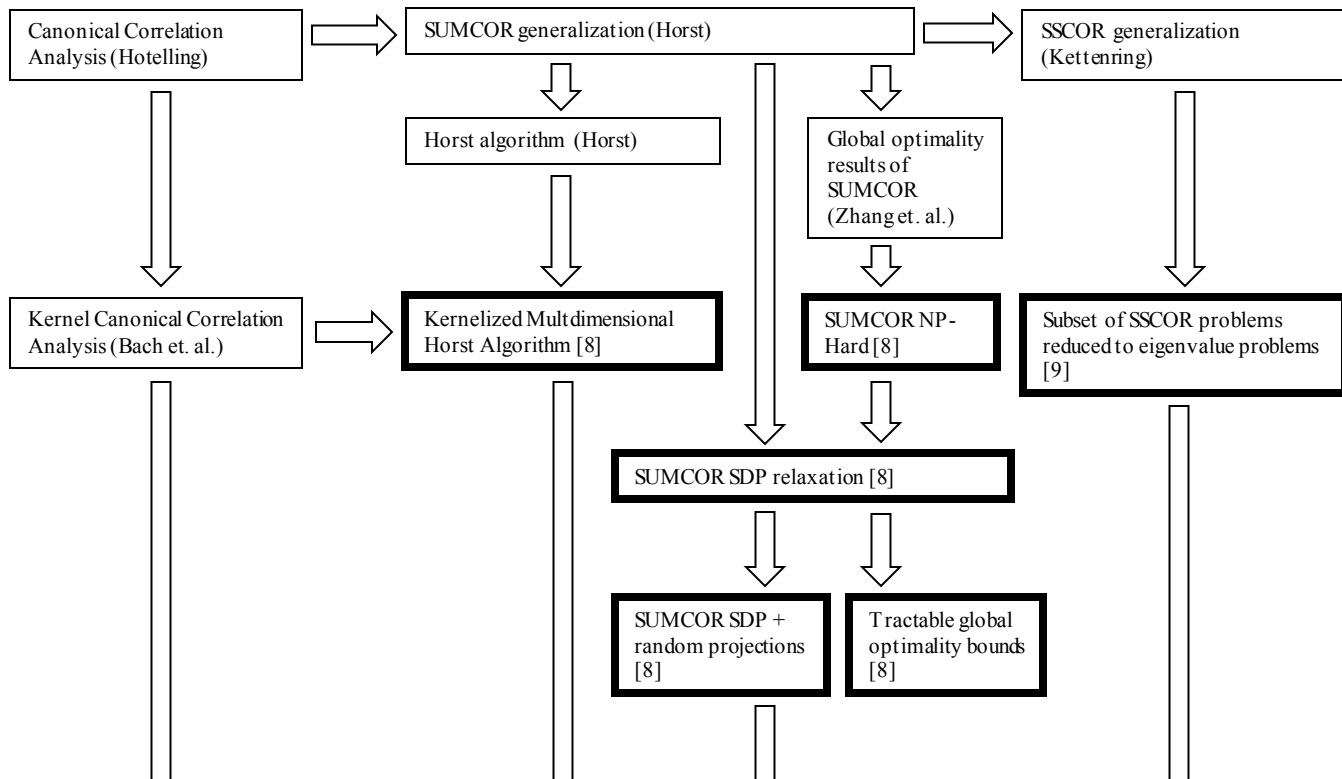 Canonical Correlation
Analysis (Hotelling)
SUMCOR generalization (Horst)
SSCOR generalization
(Kettenring)
Horst algorithm (Horst)
Global optimality
results of
SUMCOR
(Zhang et. al.)
Kernel Canonical Correlation
Analysis (Bach et. al.)
Kernelized Multdimensional
Horst Algorithm [8]
SUMCOR NP-
Hard [8]
Subset of SSCOR problems
reduced to eigenvalue problems
[9]
SUMCOR SDP relaxation [8]
SUMCOR SDP +
random projections
[8]
Tractable global
optimality bounds
[8]